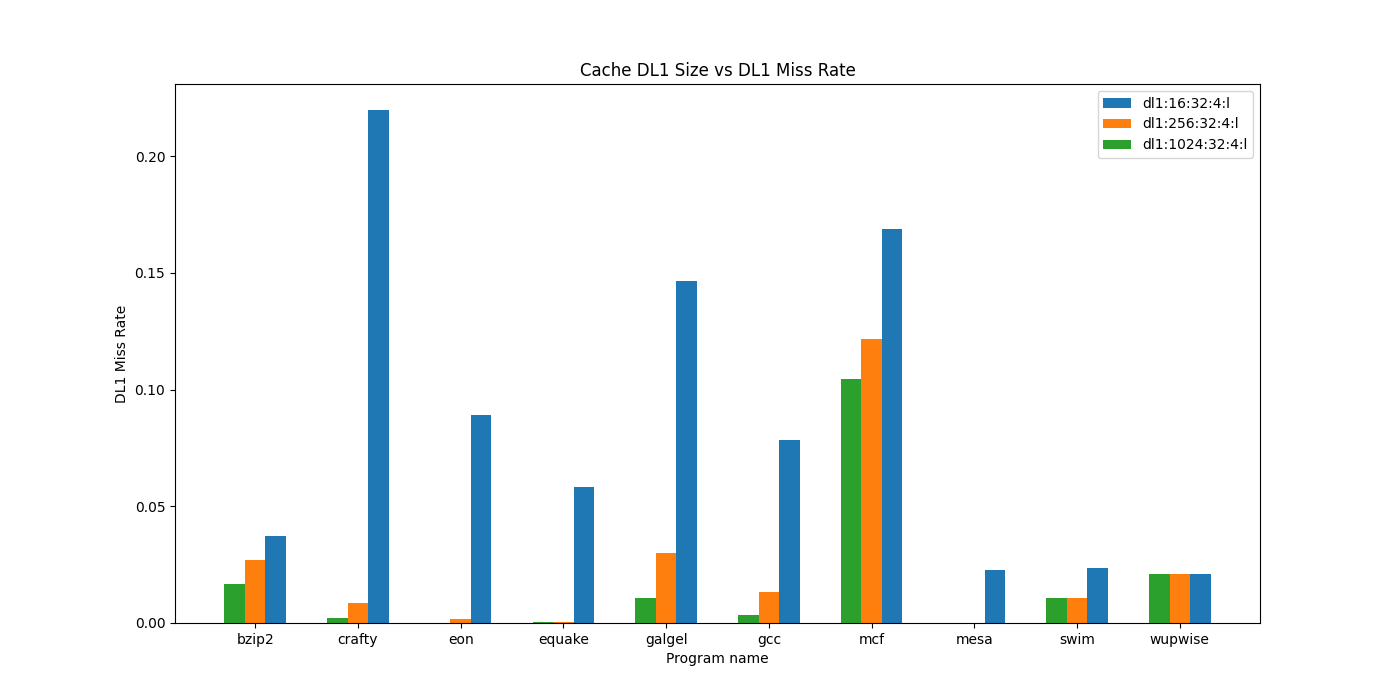 Cache DL1 Size vs DL1 Miss Rate
dl1:16:32:4:l
dl1:256:32:4:l
dl1:1024:32:4:l
0.20
0.15
0.10
0.05
0.00
DL1 Miss Rate
bzip2 crafty eon equake galgel gcc mcf mesa swim wupwise
Program name